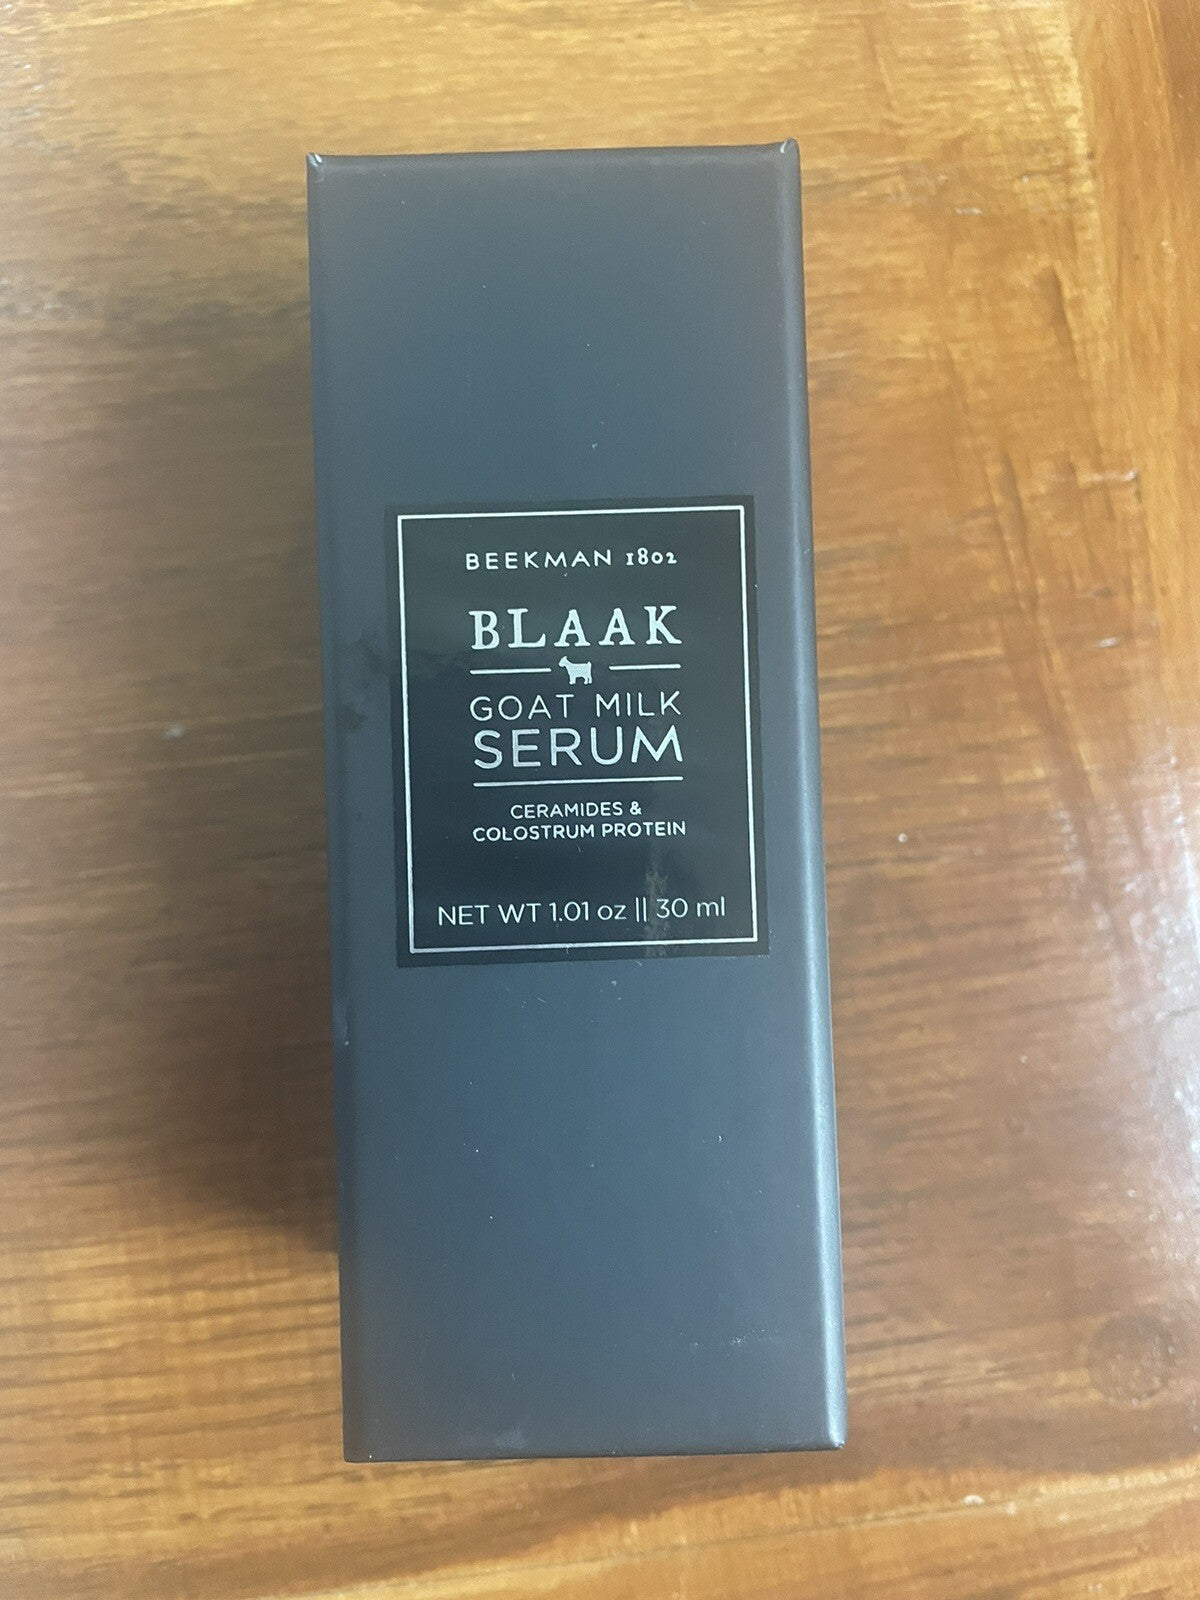 BEEKMAN 1802
BLAAK
GOAT MILK
SERUM
CERAMIDES &
COLOSTRUM PROTEIN
NET WT 1.01 oz || 30 ml